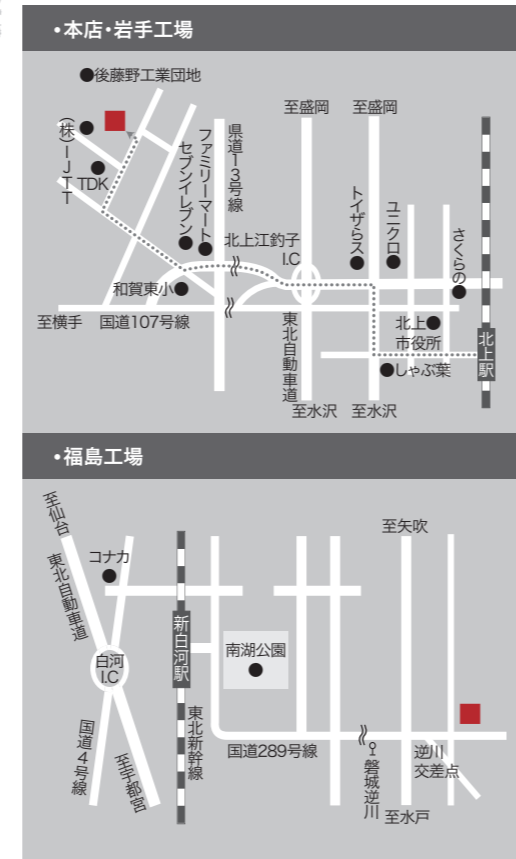 •本店・岩手工場
●後藤野工業団地
(株)IJTT
TDK
セブンイレブン
ファミリーマート
県道13号線
至盛岡
至盛岡
北上江釣子
I.C
トイザらス
ユニクロ
さくらの
和賀東小
至横手
国道107号線
東北自動車道
北上
市役所
しゃぶ葉
北上駅
至水沢
至水沢
•福島工場
至仙台
東北自動車道
コナカ
白河
I.C
新白河駅
南湖公園
至矢吹
国道4号線
至宇都宮
東北新幹線
国道289号線
磐城逆川
逆川
交差点
至水戸